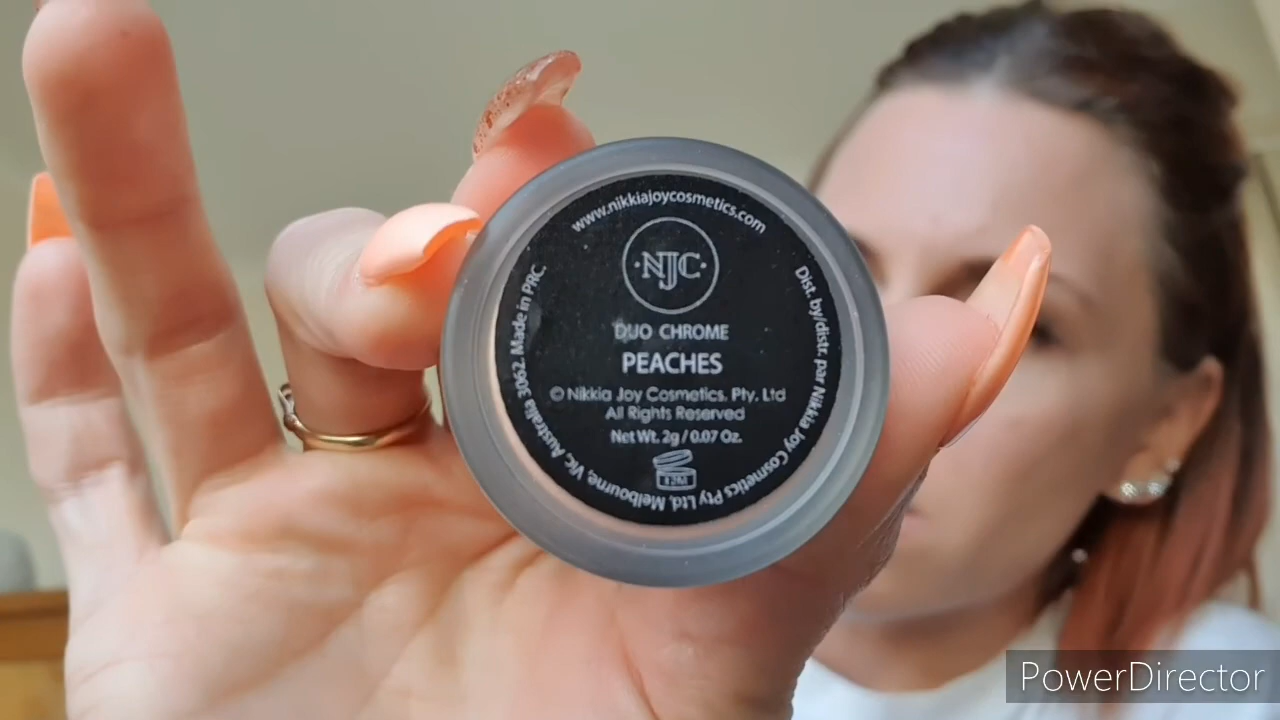 www.nikkiajoycosmetics.com
NJC
DUO CHROME
PEACHES
© Nikkia Joy Cosmetics. Pty. Ltd
All Rights Reserved
Net Wt. 2g / 0.07 Oz.
12M
Dist. by/distr. par Nikkia Joy Cosmetics Pty Ltd, Melbourne, Vic, Australia 3062. Made in PRC.
PowerDirector